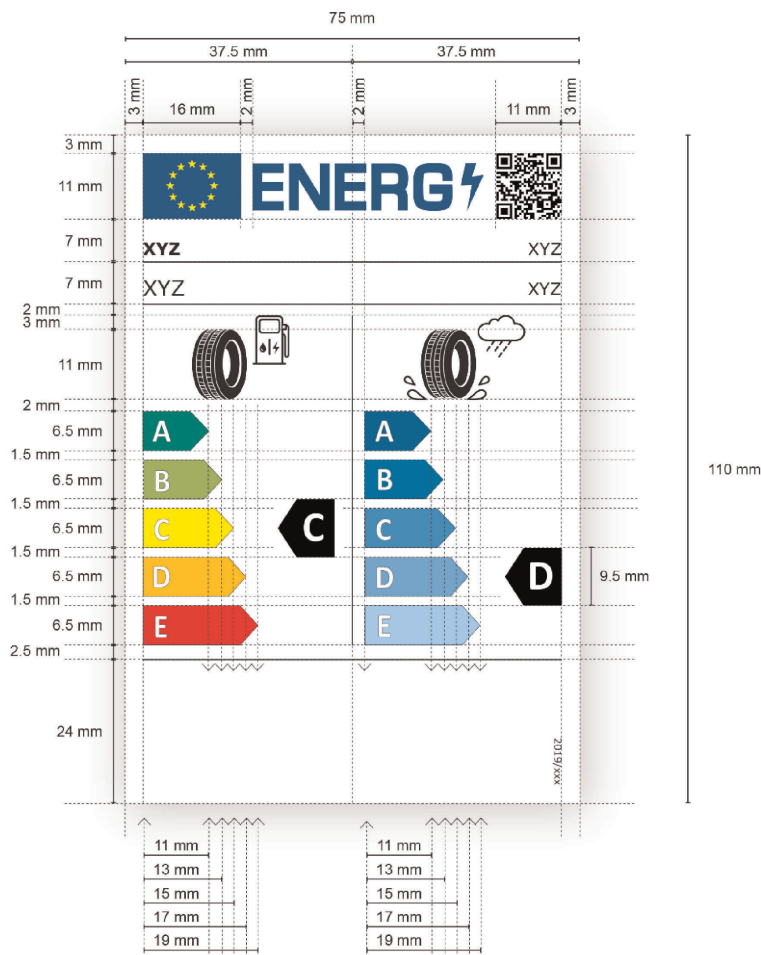 75 mm
37.5 mm 37.5 mm
3 mm 16 mm 2 mm 2 mm 11 mm 3 mm
3 mm
11 mm ENERG
7 mm XYZ XYZ
7 mm XYZ XYZ
2 mm
3 mm
11 mm
2 mm
6.5 mm A A
1.5 mm
6.5 mm B B
110 mm
1.5 mm
6.5 mm C C C
1.5 mm
6.5 mm D D D 9.5 mm
1.5 mm
6.5 mm E E
2.5 mm
24 mm
2019/xxx
11 mm 11 mm
13 mm 13 mm
15 mm 15 mm
17 mm 17 mm
19 mm 19 mm